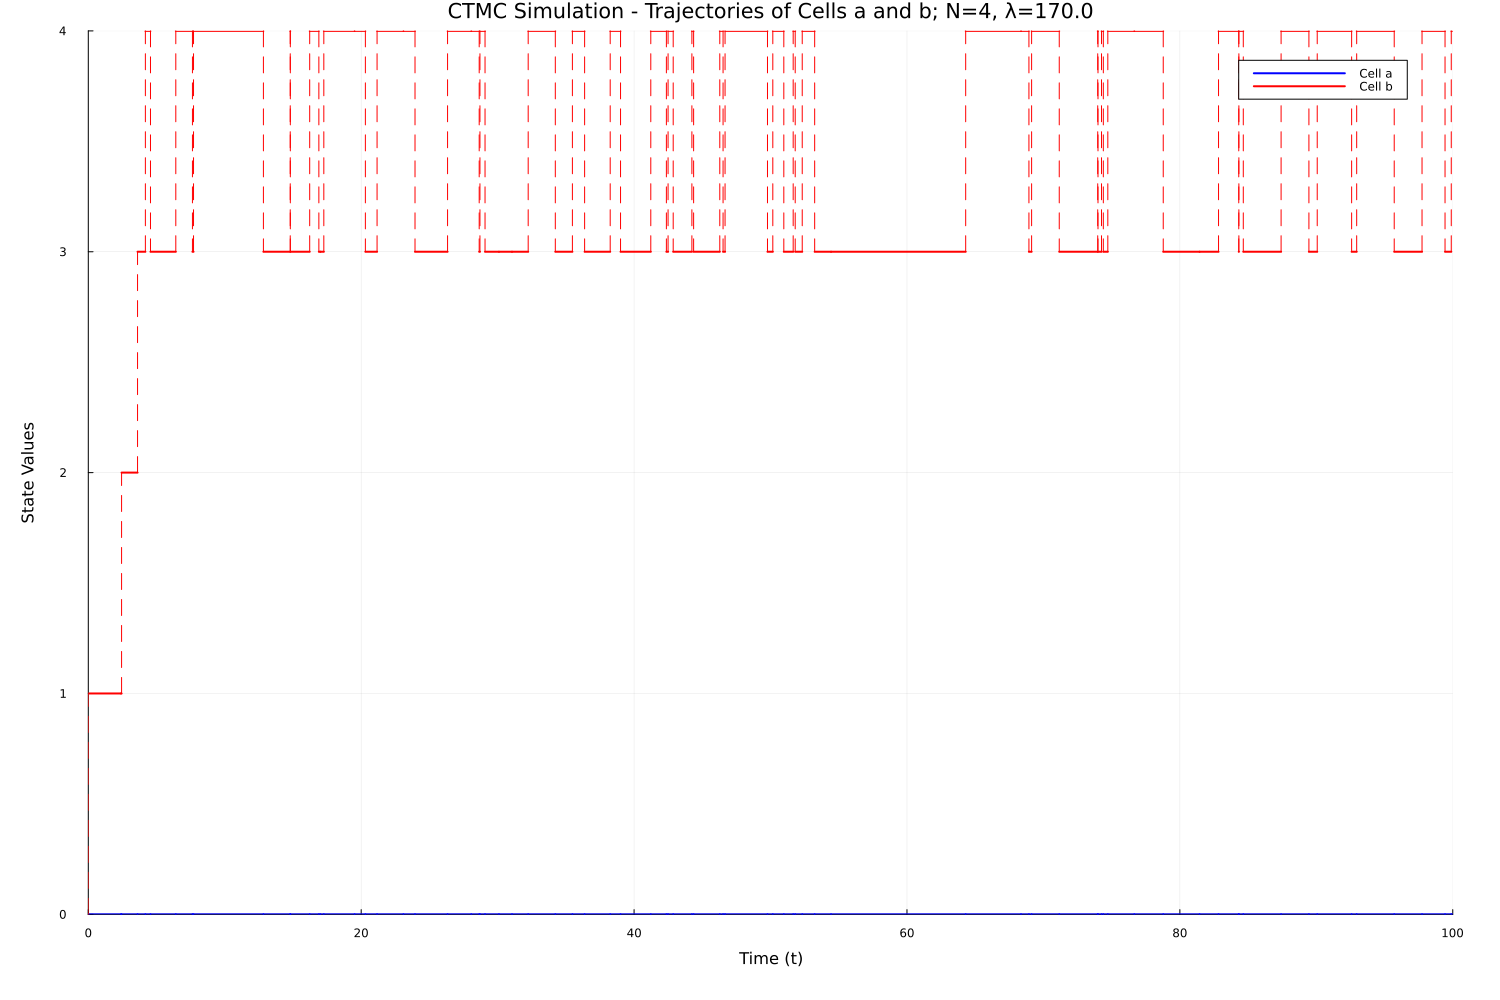 CTMC Simulation - Trajectories of Cells a and b; N=4, λ=170.0
4
Cell a
Cell b
3
State Values
2
1
0
0 20 40 60 80 100
Time (t)